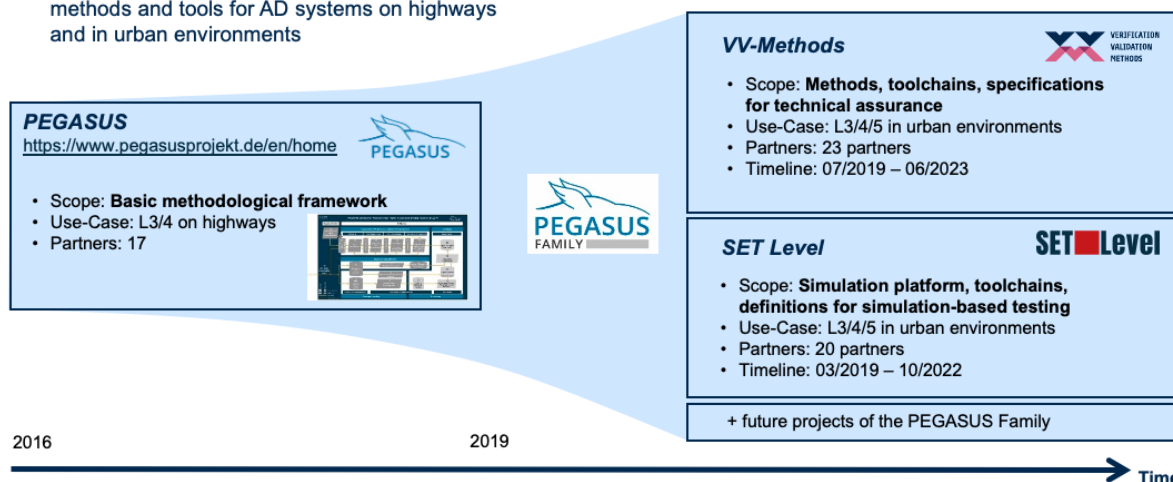 methods and tools for AD systems on highways
and in urban environments
PEGASUS
https://www.pegasusprojekt.de/en/home
PEGASUS
• Scope: Basic methodological framework
• Use-Case: L3/4 on highways
• Partners: 17
PEGASUS
FAMILY
VV-Methods
VERIFICATION
VALIDATION
METHODS
• Scope: Methods, toolchains, specifications
for technical assurance
• Use-Case: L3/4/5 in urban environments
• Partners: 23 partners
• Timeline: 07/2019 – 06/2023
SET Level
SET Level
• Scope: Simulation platform, toolchains,
definitions for simulation-based testing
• Use-Case: L3/4/5 in urban environments
• Partners: 20 partners
• Timeline: 03/2019 – 10/2022
+ future projects of the PEGASUS Family
2016
2019
Time